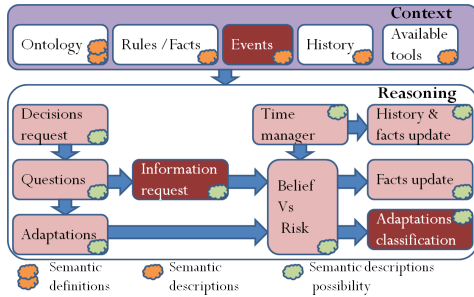 Context
Ontology
Rules /Facts
Events
History
Available
tools
Reasoning
Decisions
request
Time
manager
History &
facts update
Questions
Information
request
Belief
Vs
Risk
Facts update
Adaptations
Adaptations
classification
Semantic
definitions
Semantic
descriptions
Semantic descriptions
possibility